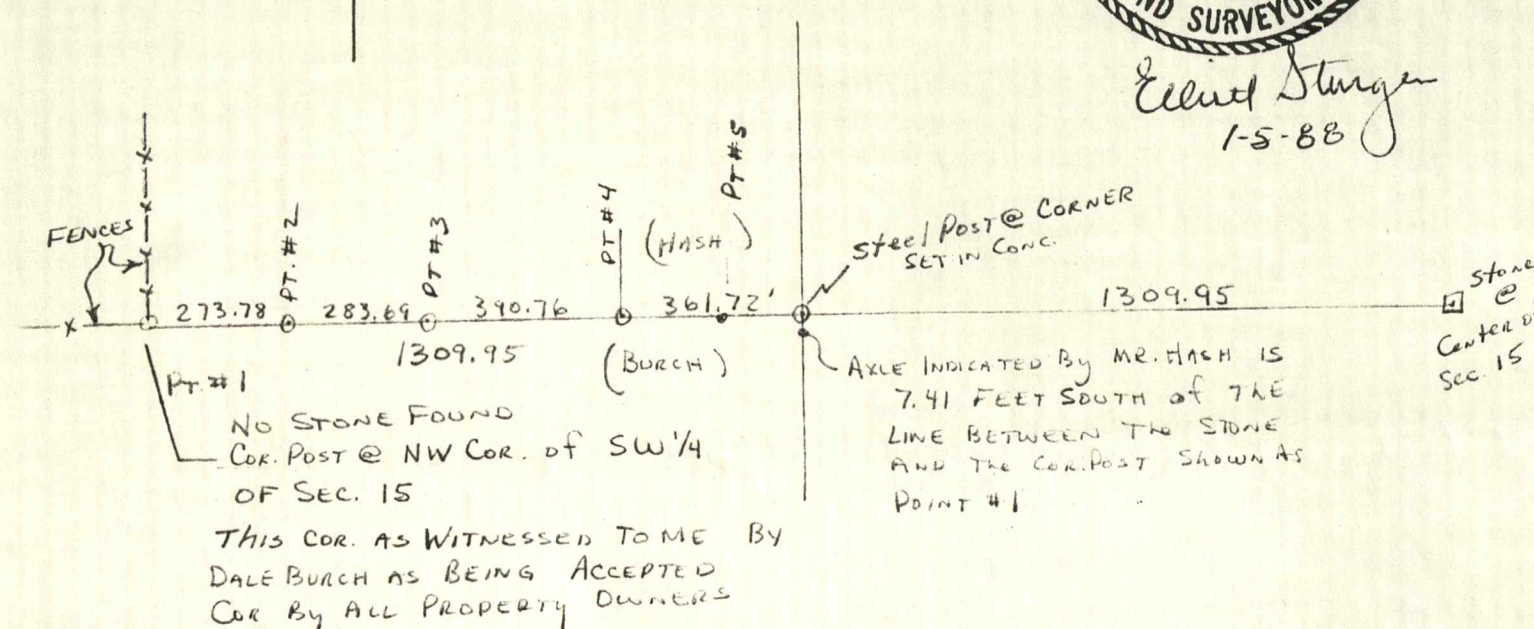 ND SURVEYOR
1-5-88
FENCES
PT. #2
PT #3
PT #4
(HASH)
PT #5
Steel Post @ CORNER
SET IN CONC.
273.78
283.69
390.76
361.72'
1309.95
Stone
@
Center
Sec. 15
1309.95
(BURCH)
PT. #1
NO STONE FOUND
COR. POST @ NW COR. of SW 1/4
OF SEC. 15
THIS COR. AS WITNESSED TO ME BY
DALE BURCH AS BEING ACCEPTED
COR BY ALL PROPERTY OWNERS
AXLE INDICATED By MR. HASH IS
7.41 FEET SOUTH of THE
LINE BETWEEN The STONE
AND The COR. POST SHOWN AS
POINT #1